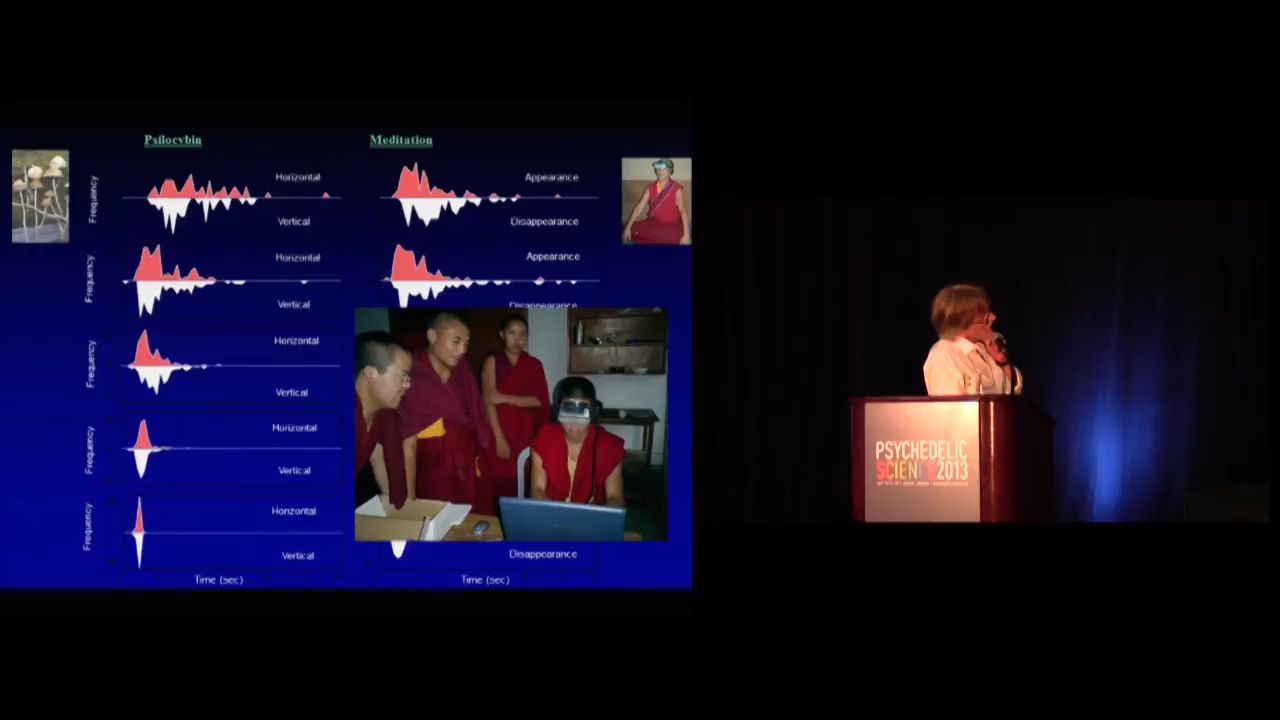 Psilocybin
Meditation
Frequency
Horizontal
Vertical
Appearance
Disappearance
Frequency
Horizontal
Vertical
Appearance
Disappearance
Frequency
Horizontal
Vertical
Frequency
Horizontal
Vertical
Frequency
Horizontal
Vertical
Disappearance
Time (sec)
Time (sec)
PSYCHEDELIC
SCIENCE2013